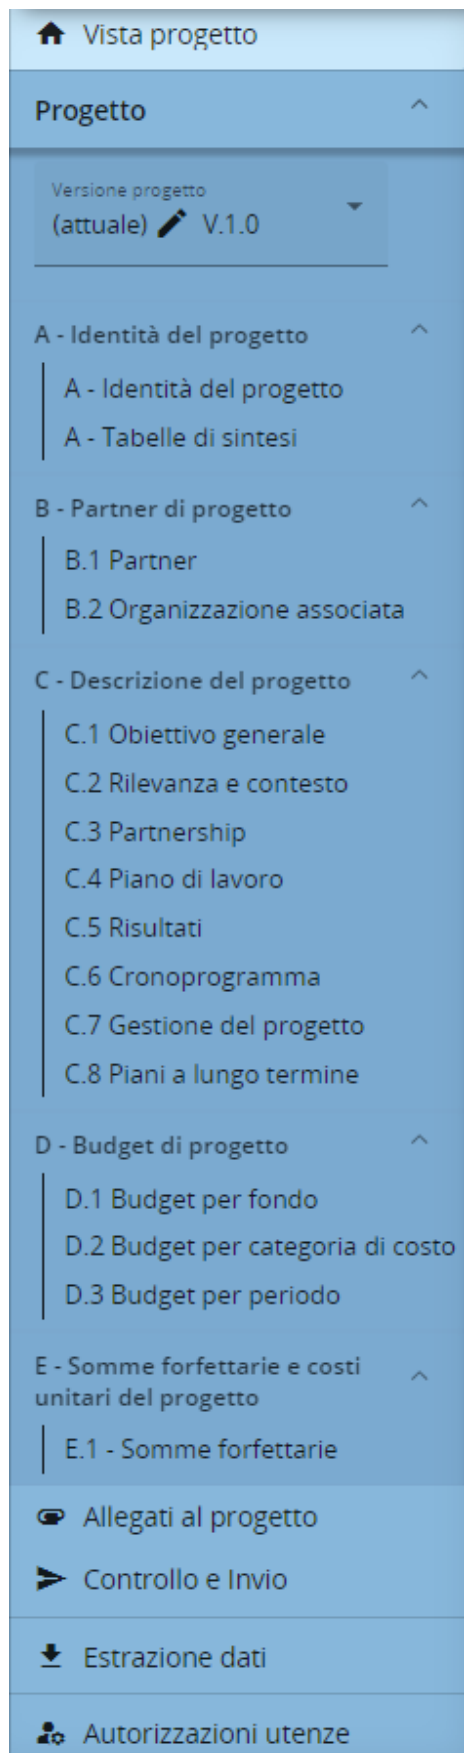 Vista progetto
Progetto
Versione progetto
(attuale) V.1.0
A - Identità del progetto
A - Identità del progetto
A - Tabelle di sintesi
B - Partner di progetto
B.1 Partner
B.2 Organizzazione associata
C - Descrizione del progetto
C.1 Obiettivo generale
C.2 Rilevanza e contesto
C.3 Partnership
C.4 Piano di lavoro
C.5 Risultati
C.6 Cronoprogramma
C.7 Gestione del progetto
C.8 Piani a lungo termine
D - Budget di progetto
D.1 Budget per fondo
D.2 Budget per categoria di costo
D.3 Budget per periodo
E - Somme forfettarie e costi
unitari del progetto
E.1 - Somme forfettarie
Allegati al progetto
Controllo e Invio
Estrazione dati
Autorizzazioni utenze